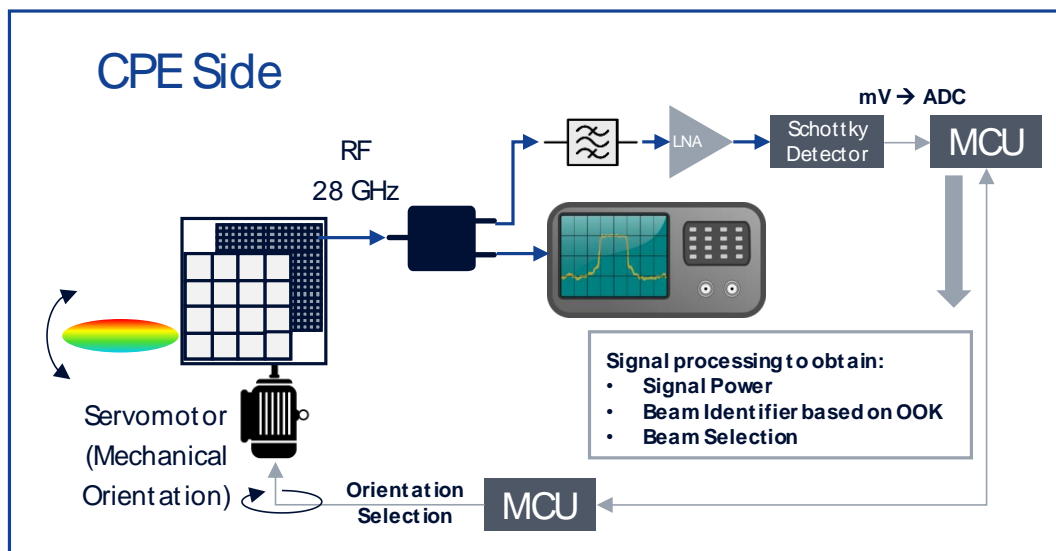 CPE Side
mV → ADC
RF
28 GHz
LNA
Schottky
Detector
MCU
Signal processing to obtain:
• Signal Power
• Beam Identifier based on OOK
• Beam Selection
Servomotor
(Mechanical
Orientation)
Orientation
Selection
MCU